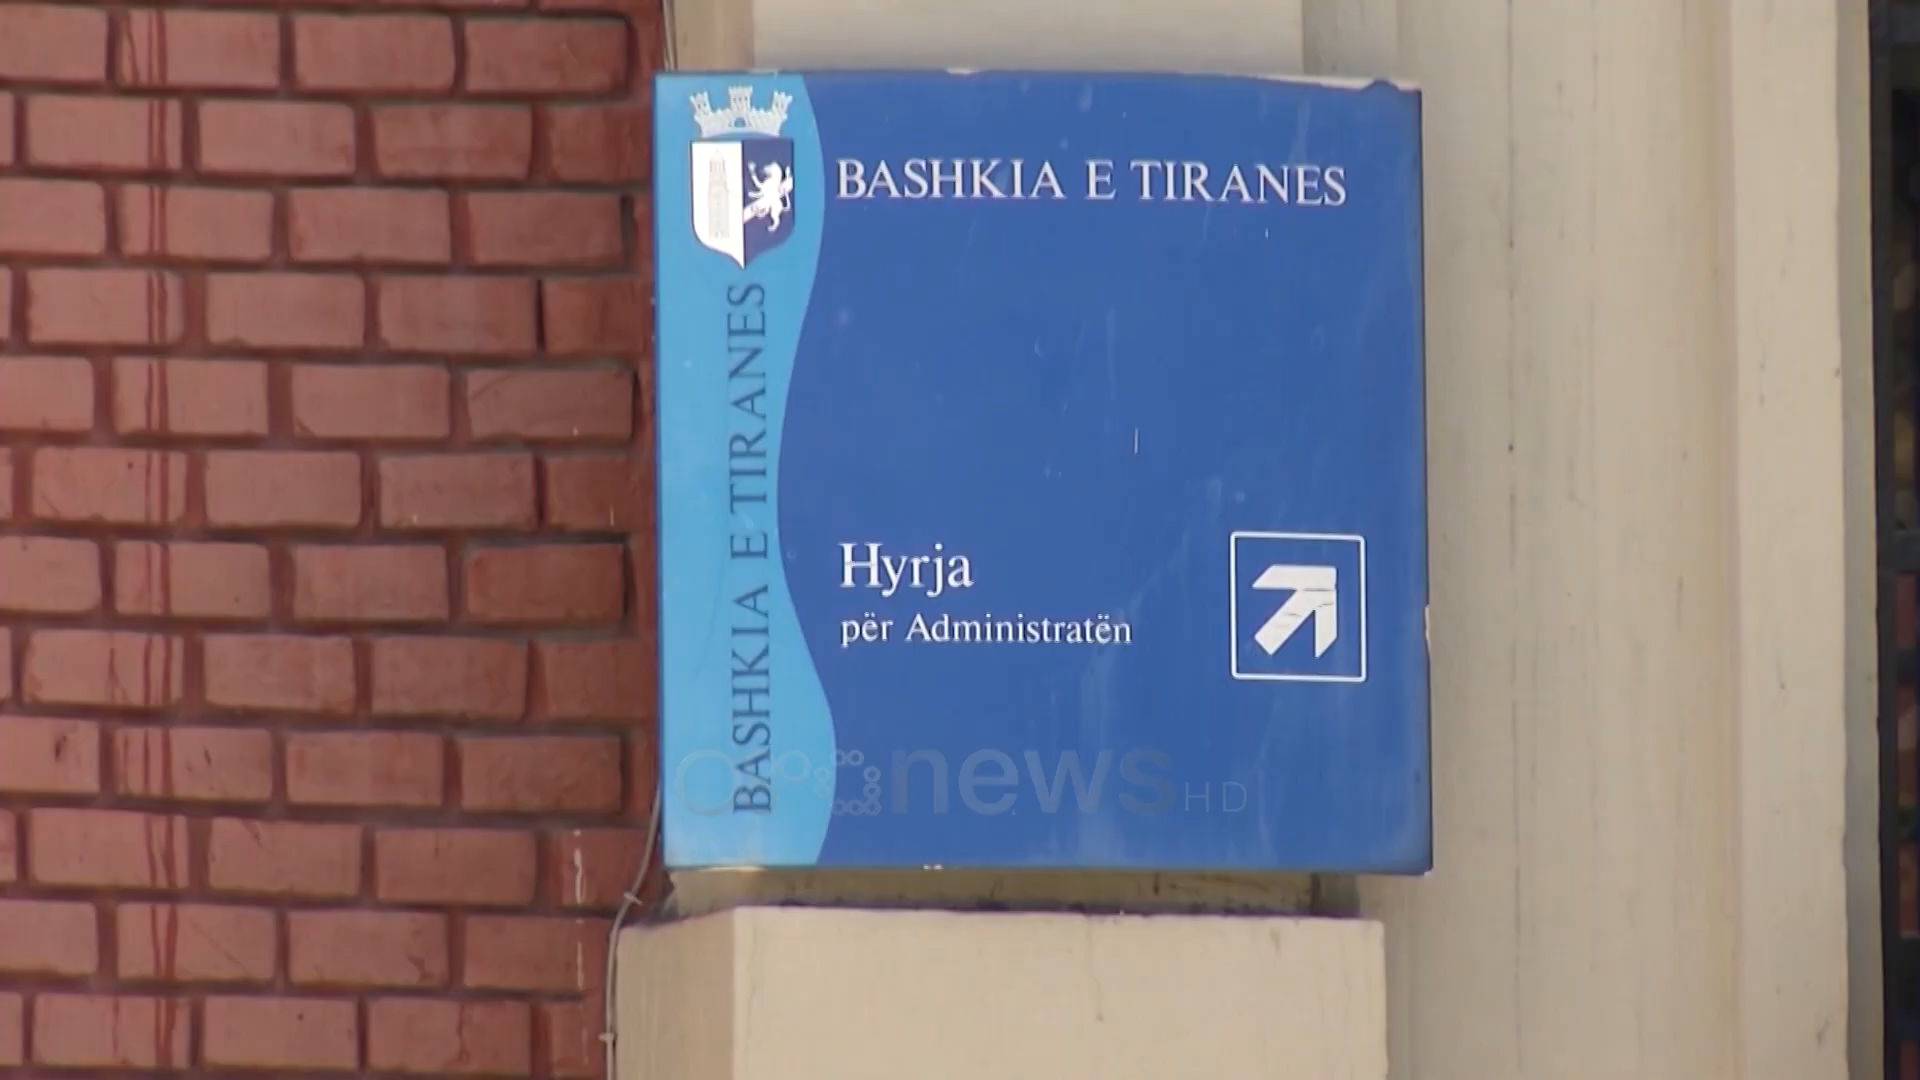 BASHKIA E TIRANES
BASHKIA E TIRANES
Hyrja
për Administratën
news HD